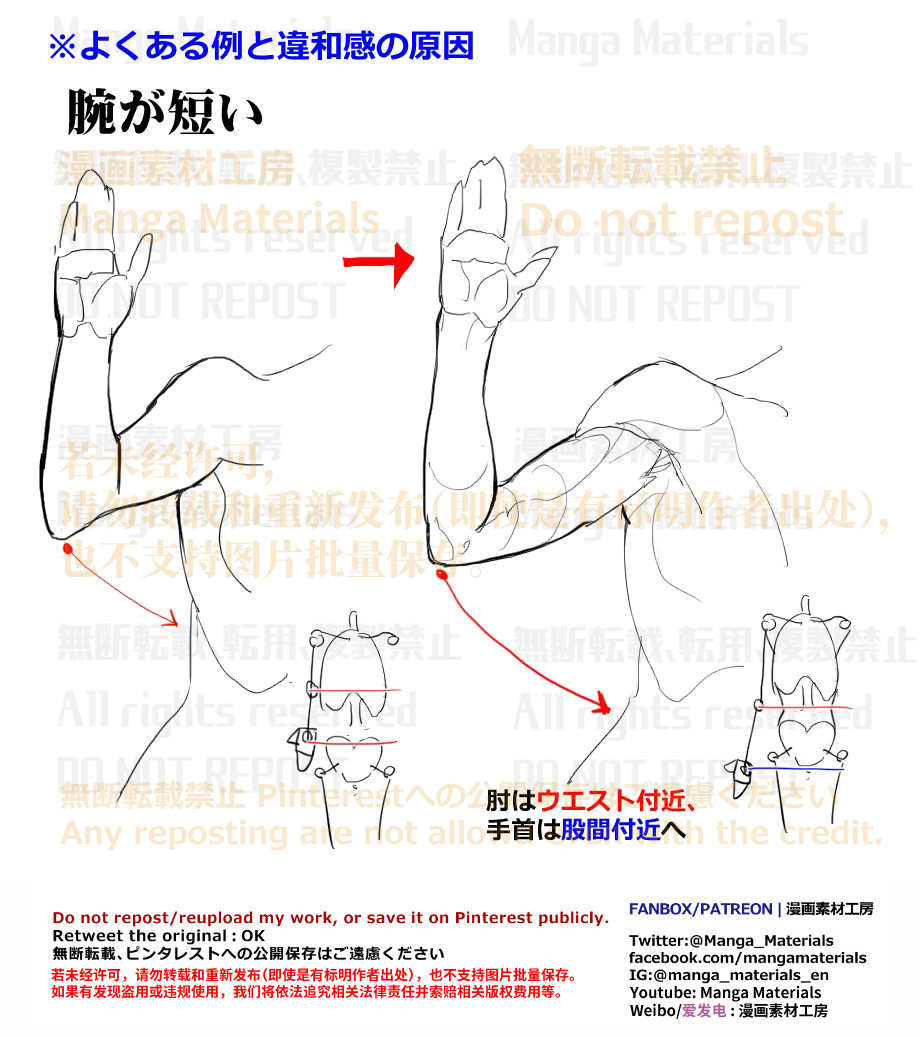 ※よくある例と違和感の原因
Manga Materials
Manga Materials
腕が短い
漫画素材工房
無断転載禁止
無断転載、転用、複製禁止
Manga Materials
Do not repost
All rights reserved
All rights reserved
DO NOT REPOST
DO NOT REPOST
漫画素材工房
漫画素材工房
若未经许可,
请勿转载和重新发布(即使是有标明作者出处),
Manga Materials
Manga Materials
也不支持图片批量保存。
無断転載、転用、複製禁止
無断転載、転用、複製禁止
All rights reserved
All rights reserved
DO NOT REPOST
無断転載禁止 Pinterestへの公開保存はご遠慮ください
肘はウエスト付近、
手首は股間付近へ
Any reposting are not allowed even with the credit.
Do not repost/reupload my work, or save it on Pinterest publicly.
Retweet the original : OK
無断転載、ピンタレストへの公開保存はご遠慮ください
若未经许可，请勿转载和重新发布(即使是有标明作者出处)，也不支持图片批量保存。
如果有发现盗用或违规使用，我们将依法追究相关法律责任并索赔相关版权费用等。
FANBOX/PATREON | 漫画素材工房
Twitter:@Manga_Materials
facebook.com/mangamaterials
IG:@manga_materials_en
Youtube: Manga Materials
Weibo/爱发电 : 漫画素材工房